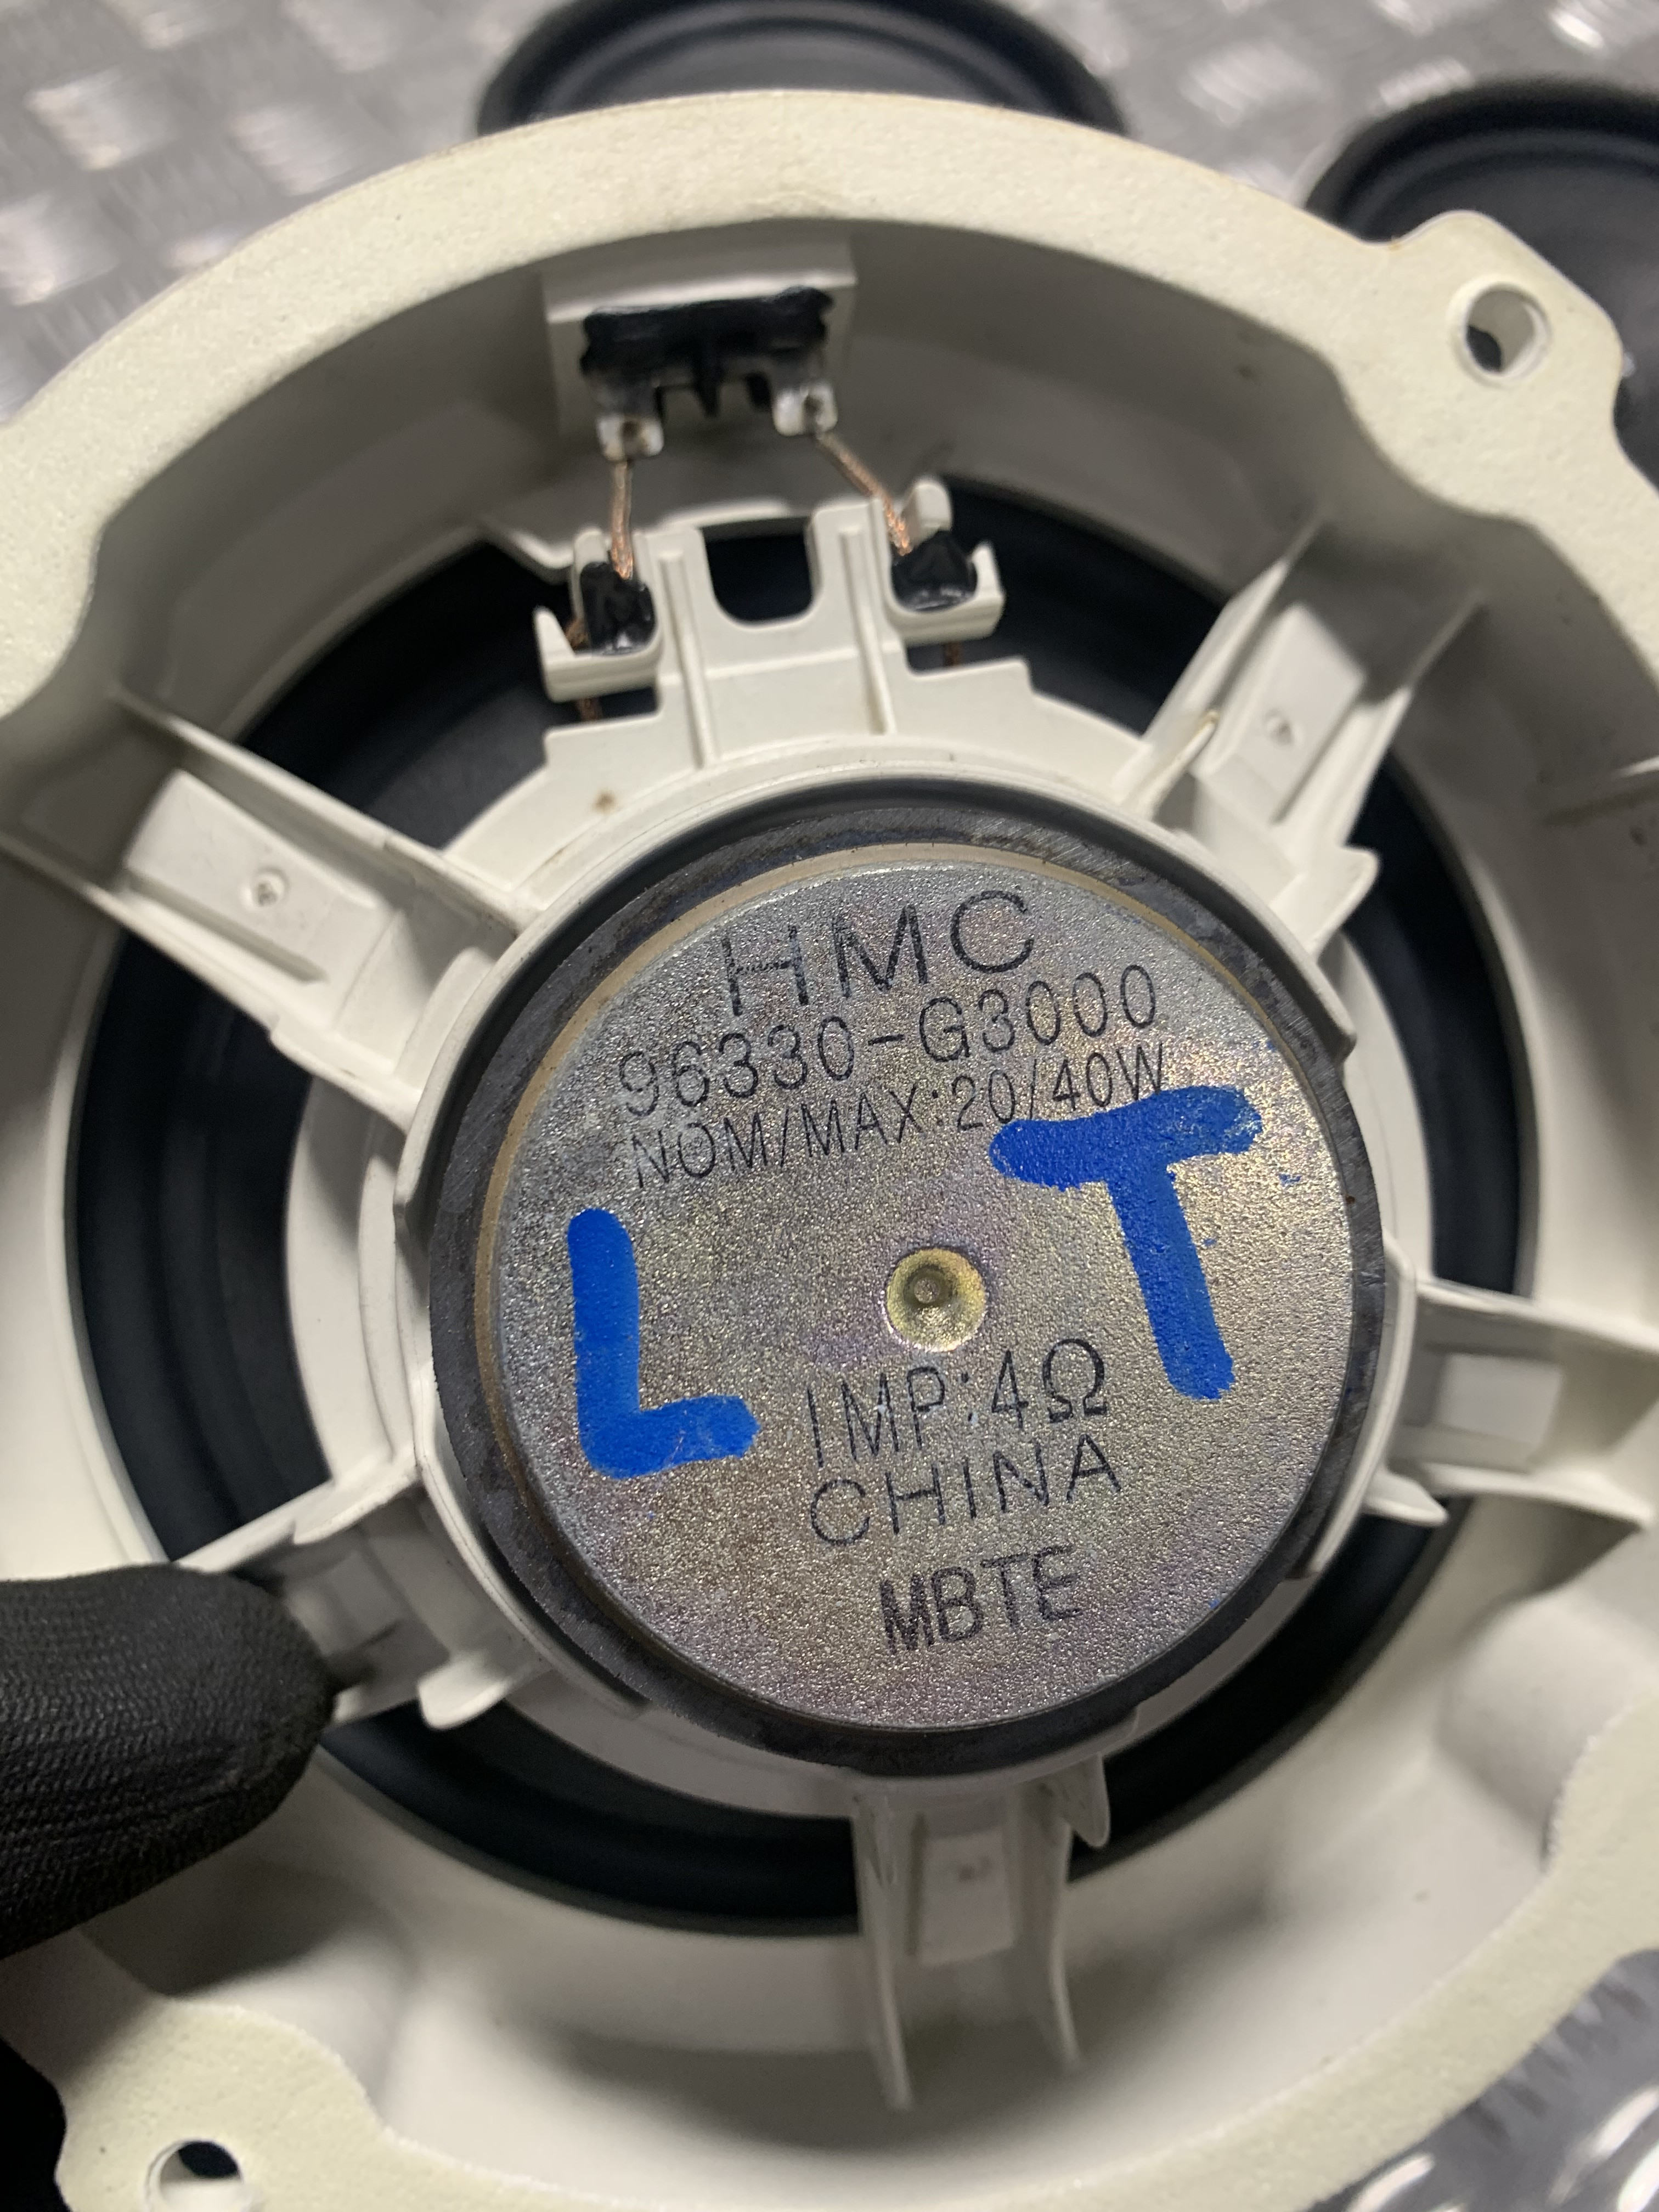 HMC
96330-G3000
NOM/MAX:20/40W
L T
IMP:4Ω
CHINA
MBTE